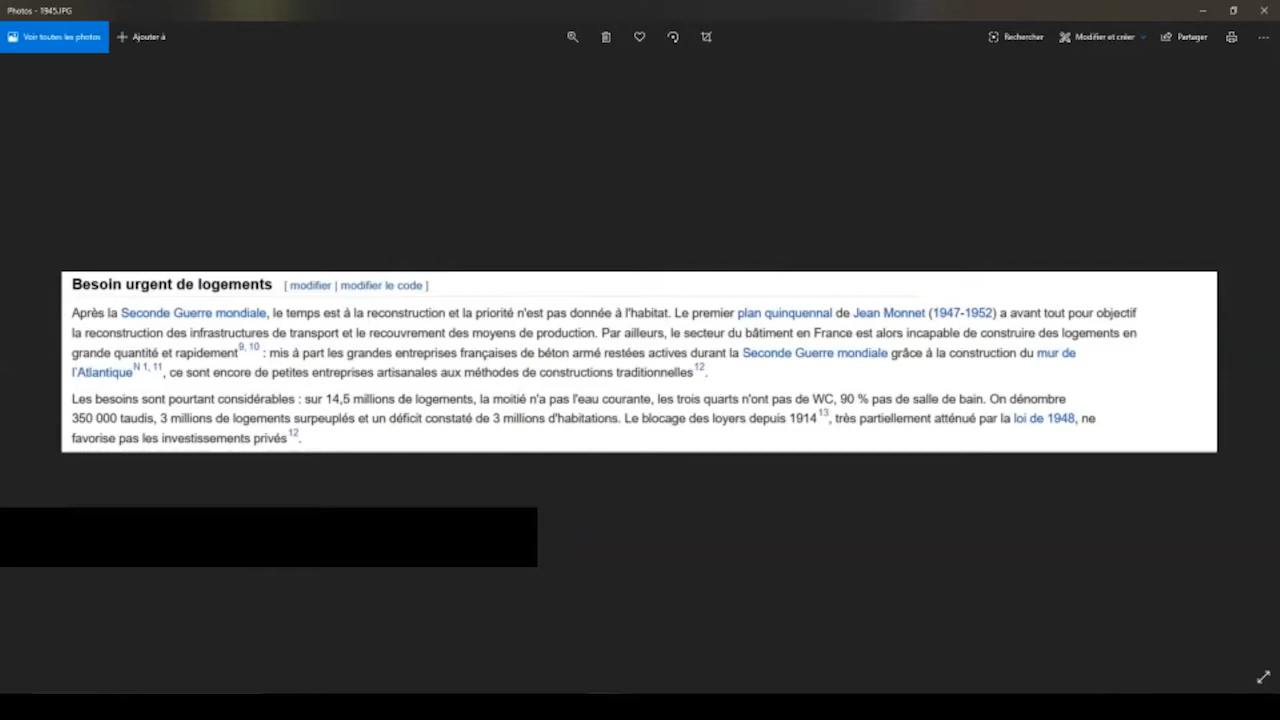 Photos - 1945.JPG
Voir toutes les photos
Ajouter à
Rechercher
Modifier et créer
Partager
Besoin urgent de logements [ modifier | modifier le code ]
Après la Seconde Guerre mondiale, le temps est à la reconstruction et la priorité n'est pas donnée à l'habitat. Le premier plan quinquennal de Jean Monnet (1947-1952) a avant tout pour objectif
la reconstruction des infrastructures de transport et le recouvrement des moyens de production. Par ailleurs, le secteur du bâtiment en France est alors incapable de construire des logements en
grande quantité et rapidement9, 10 : mis à part les grandes entreprises françaises de béton armé restées actives durant la Seconde Guerre mondiale grâce à la construction du mur de
l'AtlantiqueN 1, 11, ce sont encore de petites entreprises artisanales aux méthodes de constructions traditionnelles12.
Les besoins sont pourtant considérables : sur 14,5 millions de logements, la moitié n'a pas l'eau courante, les trois quarts n'ont pas de WC, 90 % pas de salle de bain. On dénombre
350 000 taudis, 3 millions de logements surpeuplés et un déficit constaté de 3 millions d'habitations. Le blocage des loyers depuis 191413, très partiellement atténué par la loi de 1948, ne
favorise pas les investissements privés12.